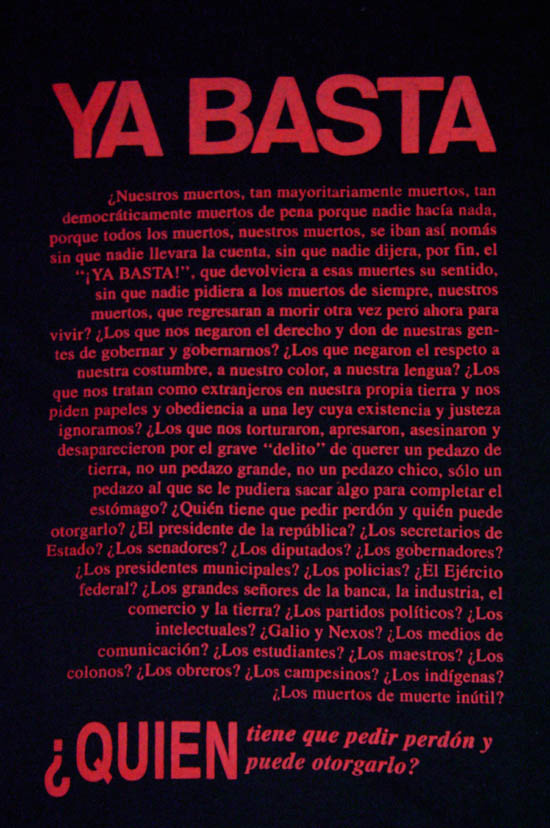 YA BASTA
¿Nuestros muertos, tan mayoritariamente muertos, tan
democráticamente muertos de pena porque nadie hacía nada,
porque todos los muertos, nuestros muertos, se iban así nomás
sin que nadie llevara la cuenta, sin que nadie dijera, por fin, el
“¡YA BASTA!”, que devolviera a esas muertes su sentido,
sin que nadie pidiera a los muertos de siempre, nuestros
muertos, que regresaran a morir otra vez pero ahora para
vivir? ¿Los que nos negaron el derecho y don de nuestras gen-
tes de gobernar y gobernarnos? ¿Los que negaron el respeto a
nuestra costumbre, a nuestro color, a nuestra lengua? ¿Los
que nos tratan como extranjeros en nuestra propia tierra y nos
piden papeles y obediencia a una ley cuya existencia y justeza
ignoramos? ¿Los que nos torturaron, apresaron, asesinaron y
desaparecieron por el grave “delito” de querer un pedazo de
tierra, no un pedazo grande, no un pedazo chico, sólo un
pedazo al que se le pudiera sacar algo para completar el
estómago? ¿Quién tiene que pedir perdón y quién puede
otorgarlo? ¿El presidente de la república? ¿Los secretarios de
Estado? ¿Los senadores? ¿Los diputados? ¿Los gobernadores?
¿Los presidentes municipales? ¿Los policías? ¿El Ejército
federal? ¿Los grandes señores de la banca, la industria, el
comercio y la tierra? ¿Los partidos políticos? ¿Los
intelectuales? ¿Galio y Nexos? ¿Los medios de
comunicación? ¿Los estudiantes? ¿Los maestros? ¿Los
colonos? ¿Los obreros? ¿Los campesinos? ¿Los indígenas?
¿Los muertos de muerte inútil?
¿QUIEN tiene que pedir perdón y
puede otorgarlo?